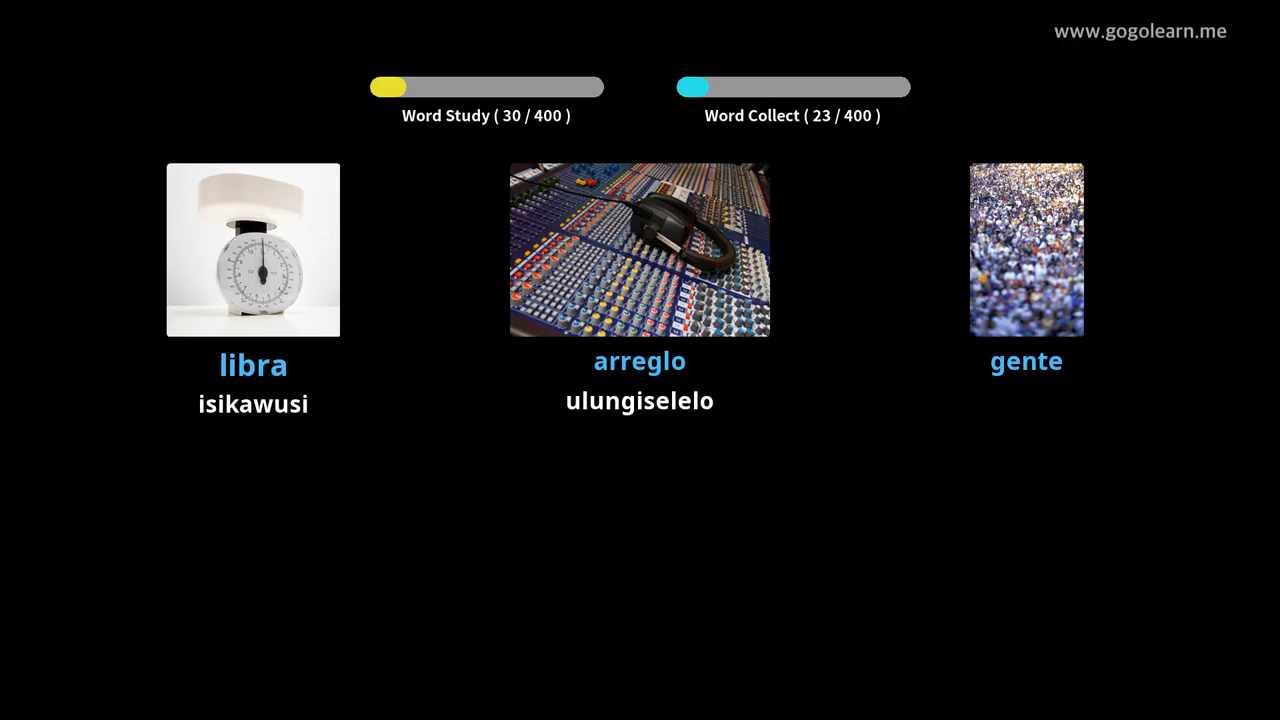 www.gogolearn.me
Word Study ( 30 / 400 )
Word Collect ( 23 / 400 )
libra
isikawusi
arreglo
ulungiselelo
gente